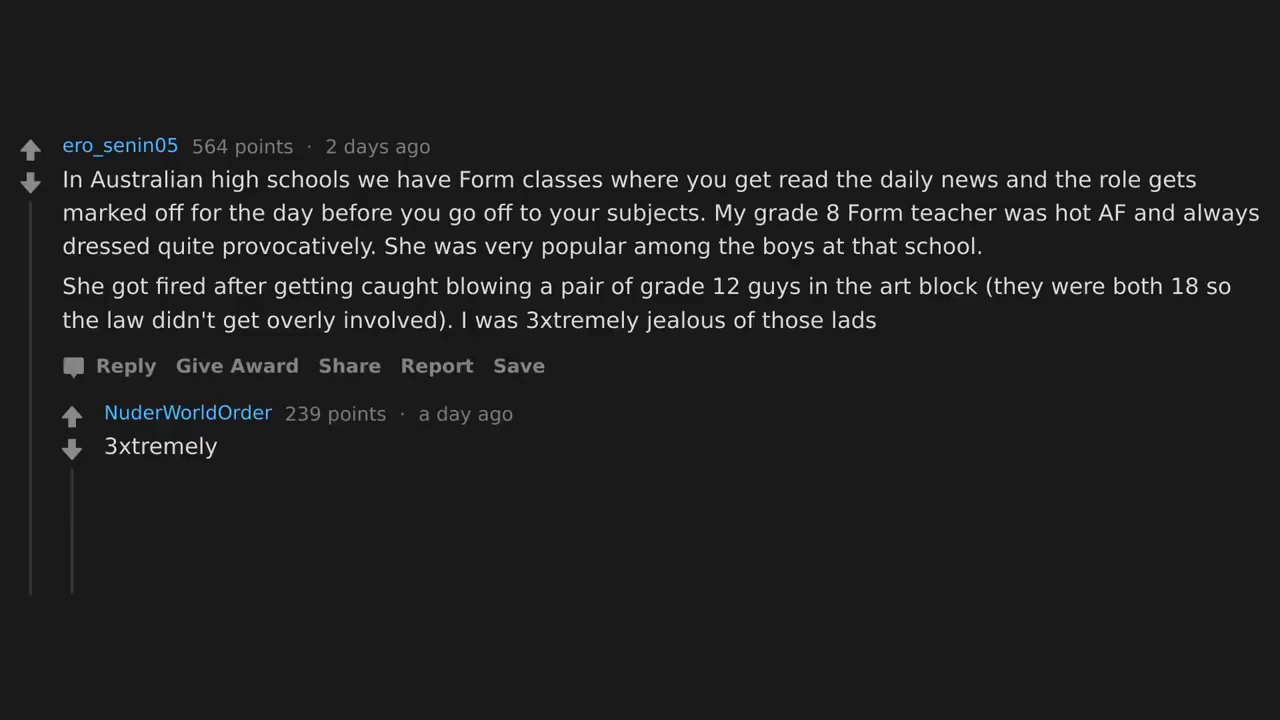 ero_senin05 564 points · 2 days ago
In Australian high schools we have Form classes where you get read the daily news and the role gets
marked off for the day before you go off to your subjects. My grade 8 Form teacher was hot AF and always
dressed quite provocatively. She was very popular among the boys at that school.
She got fired after getting caught blowing a pair of grade 12 guys in the art block (they were both 18 so
the law didn't get overly involved). I was 3xtremely jealous of those lads
Reply Give Award Share Report Save
NuderWorldOrder 239 points · a day ago
3xtremely